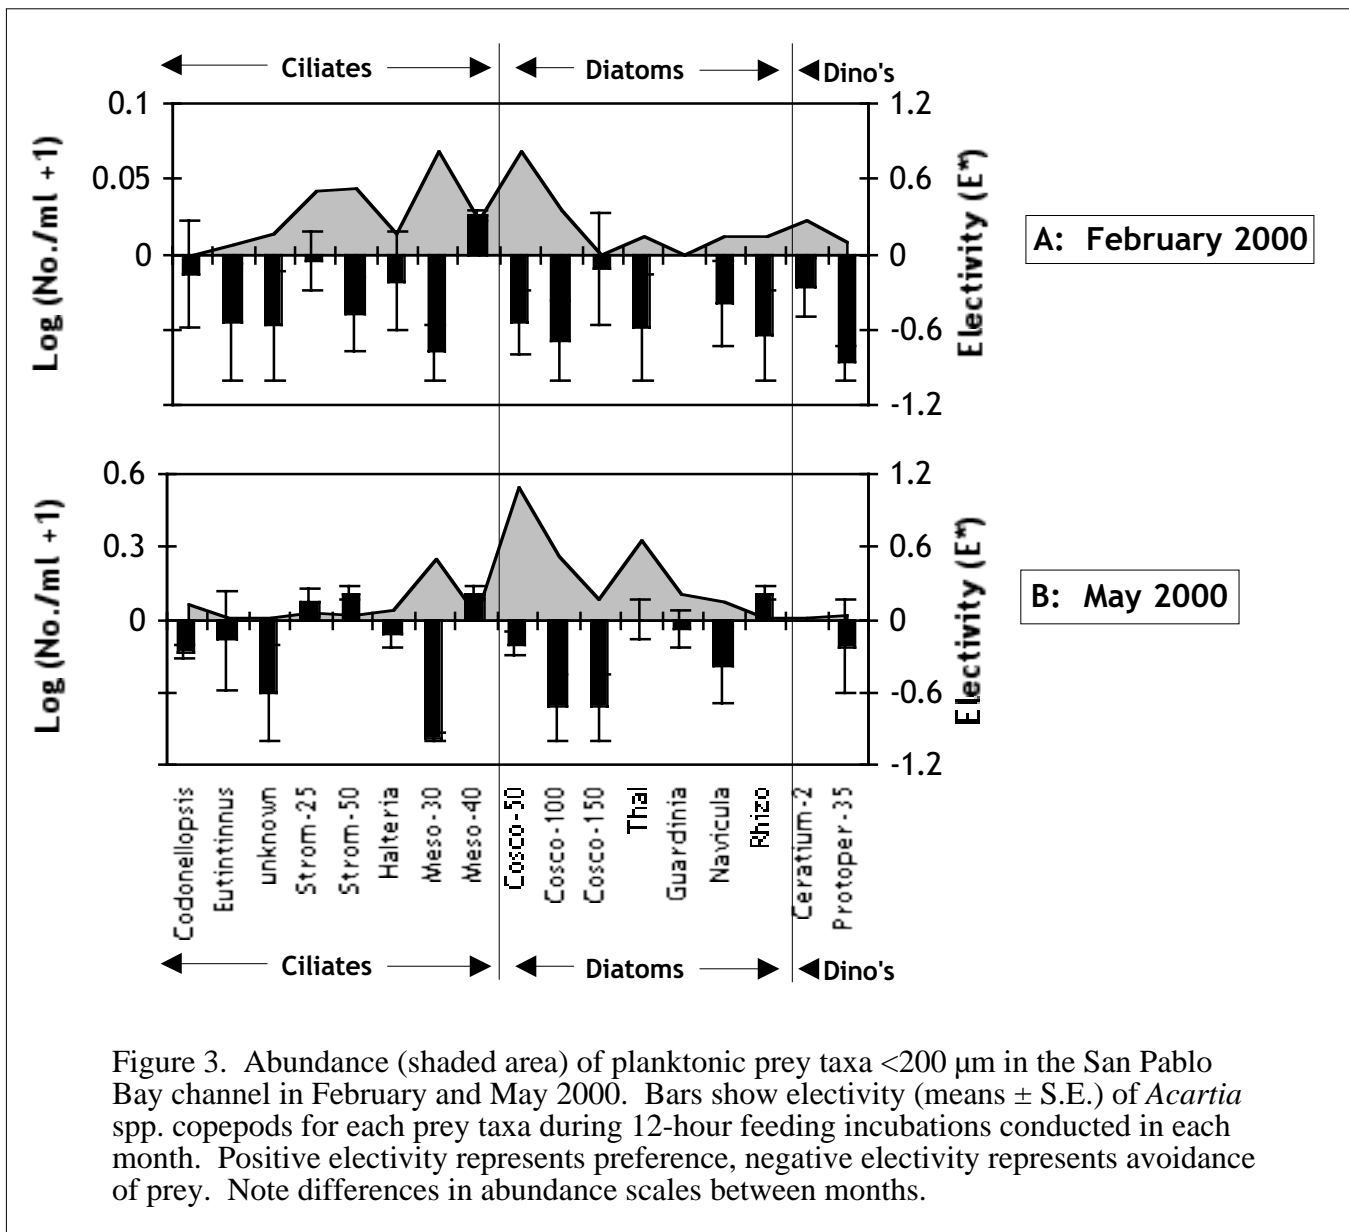 Ciliates Diatoms Dino's
0.1
0.05
0
Log (No./ml +1)
1.2
0.6
0
-0.6
-1.2
Electivity (E*)
A: February 2000
0.6
0.3
0
Log (No./ml +1)
1.2
0.6
0
-0.6
-1.2
Electivity (E*)
B: May 2000
Codonellopsis
Eutintinnus
unknown
Strom-25
Strom-50
Halteria
Meso-30
Meso-40
Cosco-50
Cosco-100
Cosco-150
Thal
Guardinia
Navicula
Rhizo
Ceratium-2
Protoper-35
Ciliates Diatoms Dino's
Figure 3. Abundance (shaded area) of planktonic prey taxa <200 μm in the San Pablo
Bay channel in February and May 2000. Bars show electivity (means ± S.E.) of Acartia
spp. copepods for each prey taxa during 12-hour feeding incubations conducted in each
month. Positive electivity represents preference, negative electivity represents avoidance
of prey. Note differences in abundance scales between months.